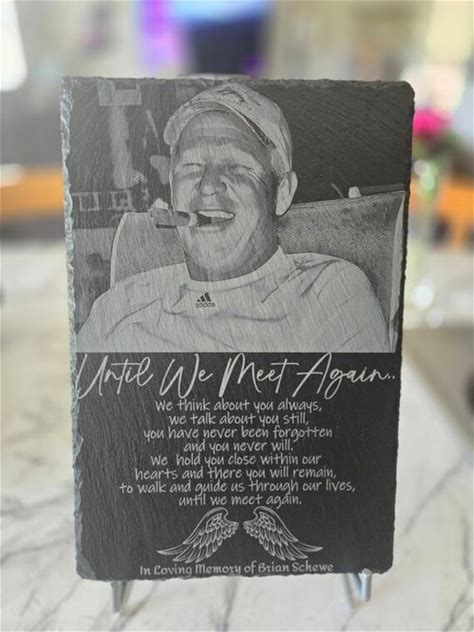 adidas
Until We Meet Again..
We think about you always,
we talk about you still,
you have never been forgotten
and you never will.
We hold you close within our
hearts and there you will remain,
to walk and guide us through our lives,
until we meet again.
In Loving Memory of Brian Schewe